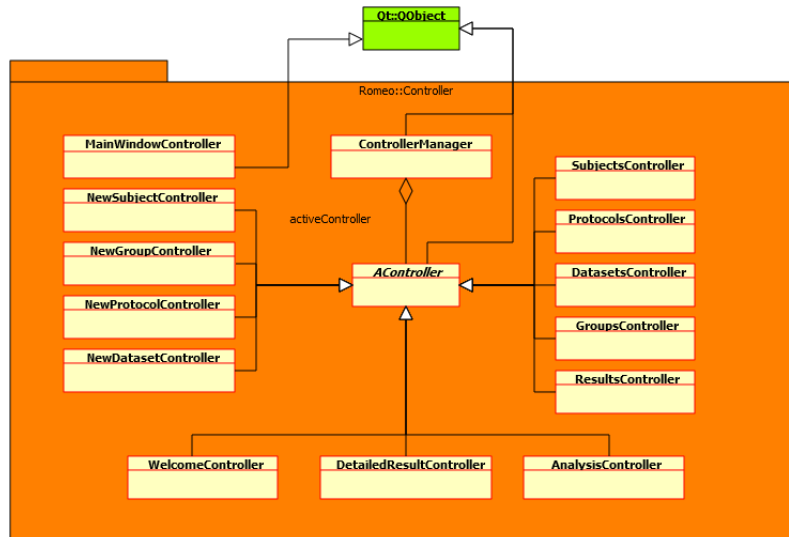 Qt::QObject
Romeo::Controller
MainWindowController
ControllerManager
SubjectsController
NewSubjectController
activeController
ProtocolsController
NewGroupController
AController
DatasetsController
NewProtocolController
GroupsController
NewDatasetController
ResultsController
WelcomeController
DetailedResultController
AnalysisController